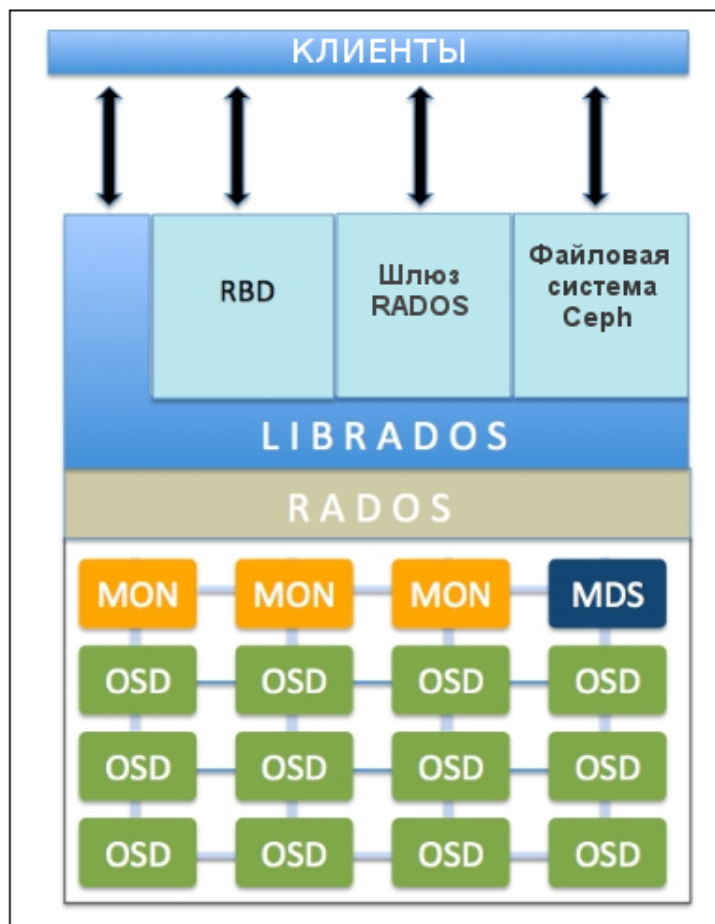 КЛИЕНТЫ
RBD
Шлюз
RADOS
Файловая
система
Ceph
LIBRADOS
RADOS
MON MON MON MDS
OSD OSD OSD OSD
OSD OSD OSD OSD
OSD OSD OSD OSD